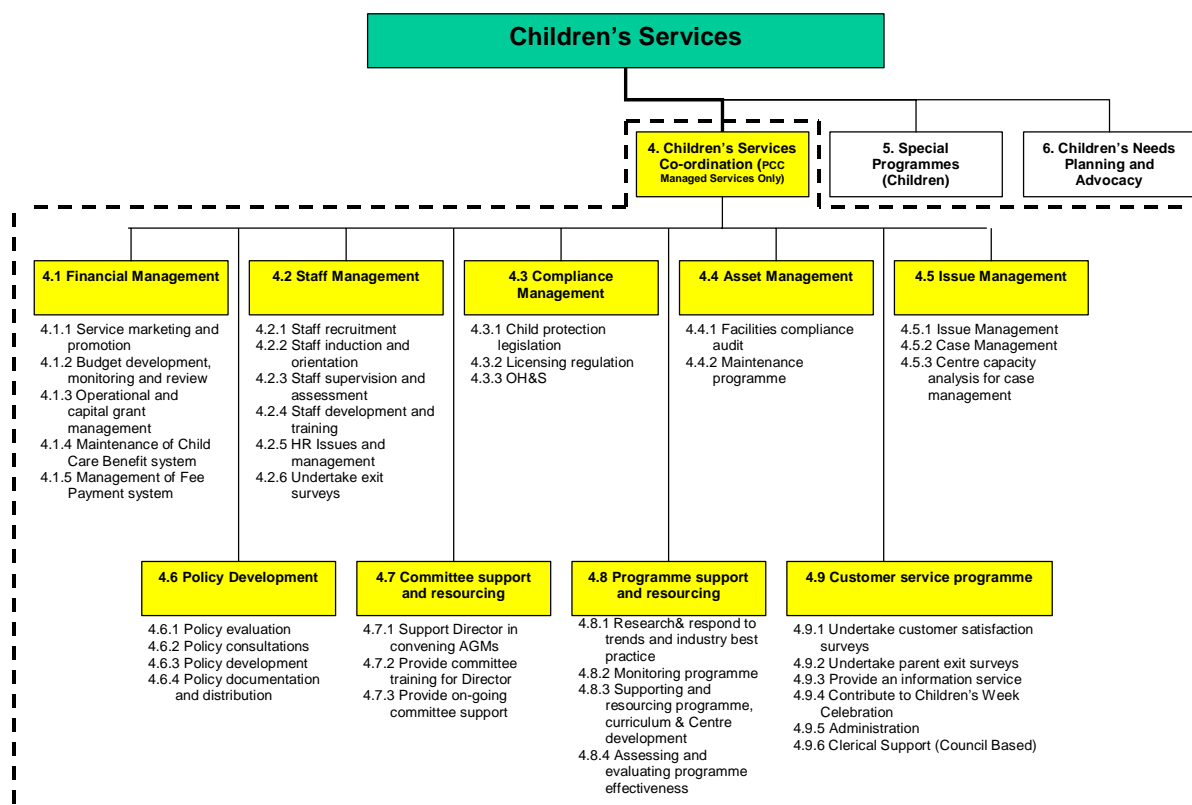 Children's Services
4. Children's Services
Co-ordination (PCC
Managed Services Only)
5. Special
Programmes
(Children)
6. Children's Needs
Planning and
Advocacy
4.1 Financial Management
4.1.1 Service marketing and
promotion
4.1.2 Budget development,
monitoring and review
4.1.3 Operational and
capital grant
management
4.1.4 Maintenance of Child
Care Benefit system
4.1.5 Management of Fee
Payment system
4.2 Staff Management
4.2.1 Staff recruitment
4.2.2 Staff induction and
orientation
4.2.3 Staff supervision and
assessment
4.2.4 Staff development and
training
4.2.5 HR Issues and
management
4.2.6 Undertake exit
surveys
4.3 Compliance
Management
4.3.1 Child protection
legislation
4.3.2 Licensing regulation
4.3.3 OH&S
4.4 Asset Management
4.4.1 Facilities compliance
audit
4.4.2 Maintenance
programme
4.5 Issue Management
4.5.1 Issue Management
4.5.2 Case Management
4.5.3 Centre capacity
analysis for case
management
4.6 Policy Development
4.6.1 Policy evaluation
4.6.2 Policy consultations
4.6.3 Policy development
4.6.4 Policy documentation
and distribution
4.7 Committee support
and resourcing
4.7.1 Support Director in
convening AGMs
4.7.2 Provide committee
training for Director
4.7.3 Provide on-going
committee support
4.8 Programme support
and resourcing
4.8.1 Research& respond to
trends and industry best
practice
4.8.2 Monitoring programme
4.8.3 Supporting and
resourcing programme,
curriculum & Centre
development
4.8.4 Assessing and
evaluating programme
effectiveness
4.9 Customer service programme
4.9.1 Undertake customer satisfaction
surveys
4.9.2 Undertake parent exit surveys
4.9.3 Provide an information service
4.9.4 Contribute to Children's Week
Celebration
4.9.5 Administration
4.9.6 Clerical Support (Council Based)